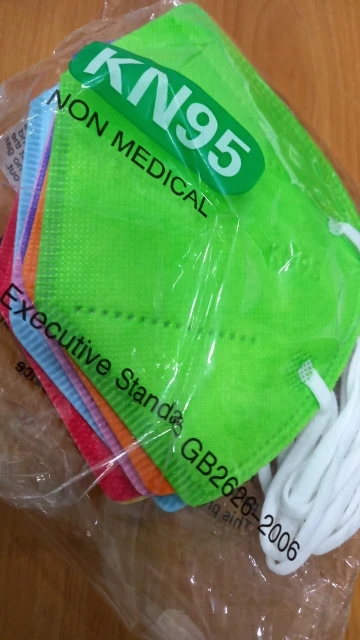 KN95
NON MEDICAL
Executive Standa GB2626-2006